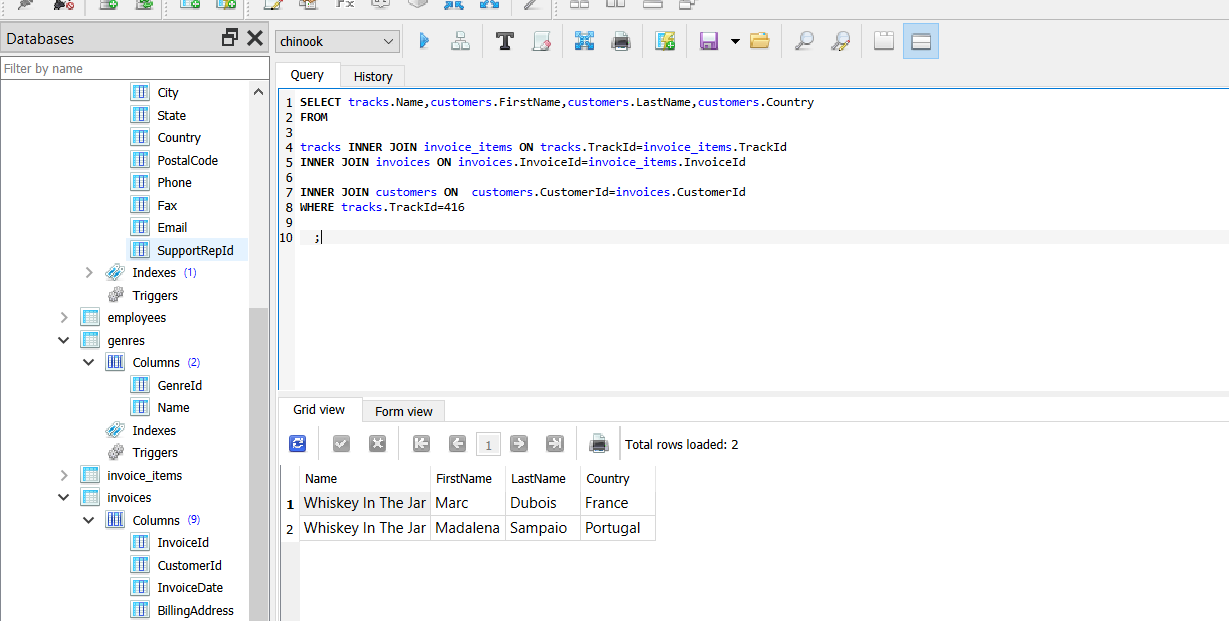 Databases
Filter by name
City
State
Country
PostalCode
Phone
Fax
Email
SupportRepId
Indexes (1)
Triggers
employees
genres
Columns (2)
GenreId
Name
Indexes
Triggers
invoice_items
invoices
Columns (9)
InvoiceId
CustomerId
InvoiceDate
BillingAddress
chinook
Query History
1 SELECT tracks.Name,customers.FirstName,customers.LastName,customers.Country
2 FROM
3
4 tracks INNER JOIN invoice_items ON tracks.TrackId=invoice_items.TrackId
5 INNER JOIN invoices ON invoices.InvoiceId=invoice_items.InvoiceId
6
7 INNER JOIN customers ON  customers.CustomerId=invoices.CustomerId
8 WHERE tracks.TrackId=416
9
10 ;
Grid view Form view
1 Total rows loaded: 2
Name FirstName LastName Country
1 Whiskey In The Jar Marc Dubois France
2 Whiskey In The Jar Madalena Sampaio Portugal